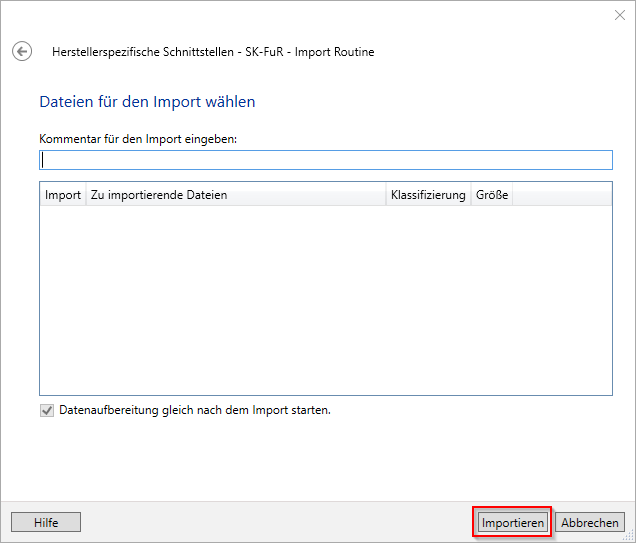 Herstellerspezifische Schnittstellen - SK-FuR - Import Routine
Dateien für den Import wählen
Kommentar für den Import eingeben:
Import Zu importierende Dateien Klassifizierung Größe
Datenaufbereitung gleich nach dem Import starten.
Hilfe Importieren Abbrechen